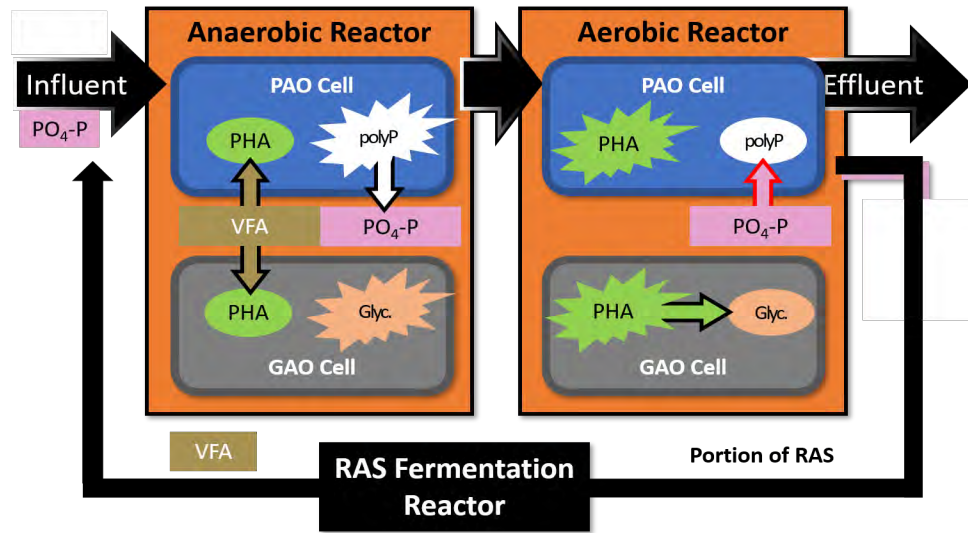 Anaerobic Reactor
Aerobic Reactor
Influent
PO₄-P
PAO Cell
PHA
polyP
VFA
PO₄-P
PHA
Glyc.
GAO Cell
PAO Cell
PHA
polyP
PO₄-P
PHA
Glyc.
GAO Cell
Effluent
VFA
RAS Fermentation
Reactor
Portion of RAS